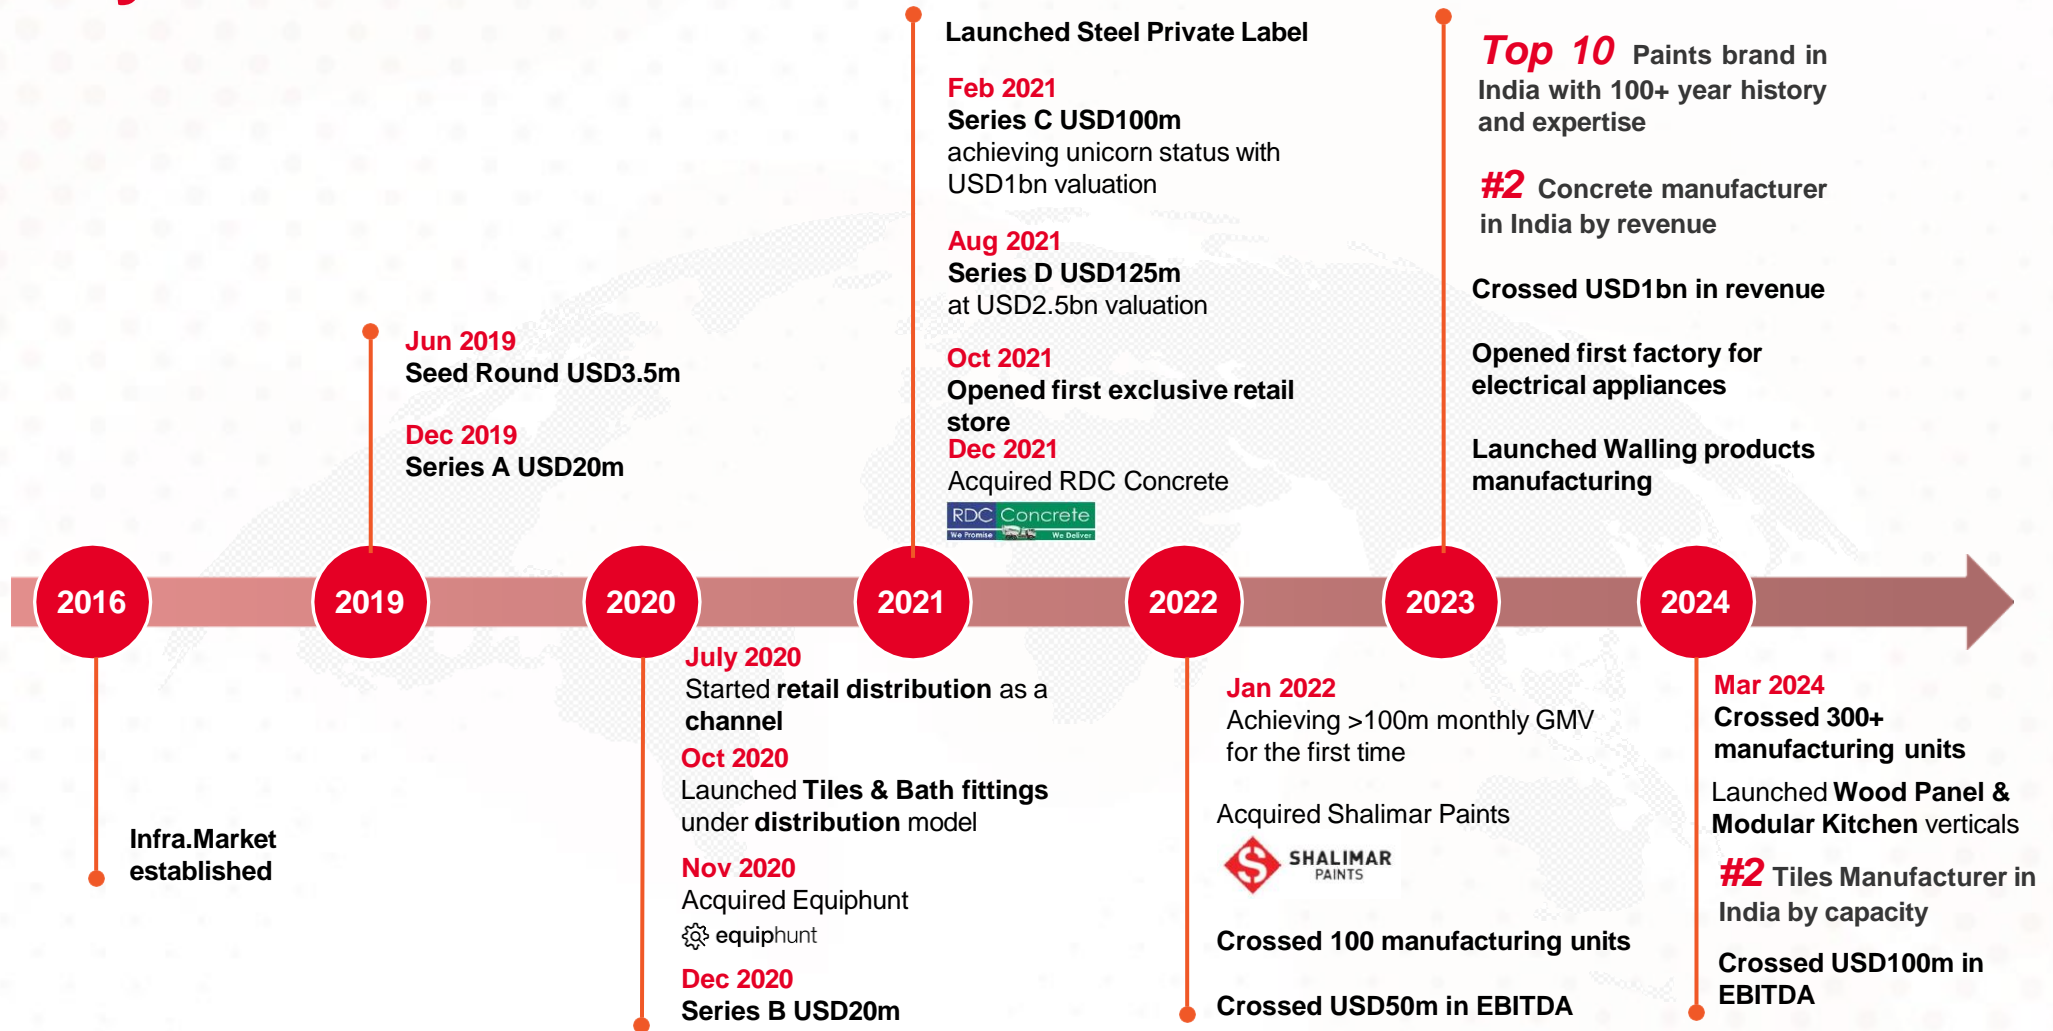 2016
Infra.Market
established
2019
Jun 2019
Seed Round USD3.5m
Dec 2019
Series A USD20m
2020
July 2020
Started retail distribution as a
channel
Oct 2020
Launched Tiles & Bath fittings
under distribution model
Nov 2020
Acquired Equiphunt
equiphunt
Dec 2020
Series B USD20m
2021
Launched Steel Private Label
Feb 2021
Series C USD100m
achieving unicorn status with
USD1bn valuation
Aug 2021
Series D USD125m
at USD2.5bn valuation
Oct 2021
Opened first exclusive retail
store
Dec 2021
Acquired RDC Concrete
RDC Concrete
We Promise We Deliver
2022
Jan 2022
Achieving >100m monthly GMV
for the first time
Acquired Shalimar Paints
SHALIMAR
PAINTS
Crossed 100 manufacturing units
Crossed USD50m in EBITDA
2023
Top 10 Paints brand in
India with 100+ year history
and expertise
#2 Concrete manufacturer
in India by revenue
Crossed USD1bn in revenue
Opened first factory for
electrical appliances
Launched Walling products
manufacturing
2024
Mar 2024
Crossed 300+
manufacturing units
Launched Wood Panel &
Modular Kitchen verticals
#2 Tiles Manufacturer in
India by capacity
Crossed USD100m in
EBITDA